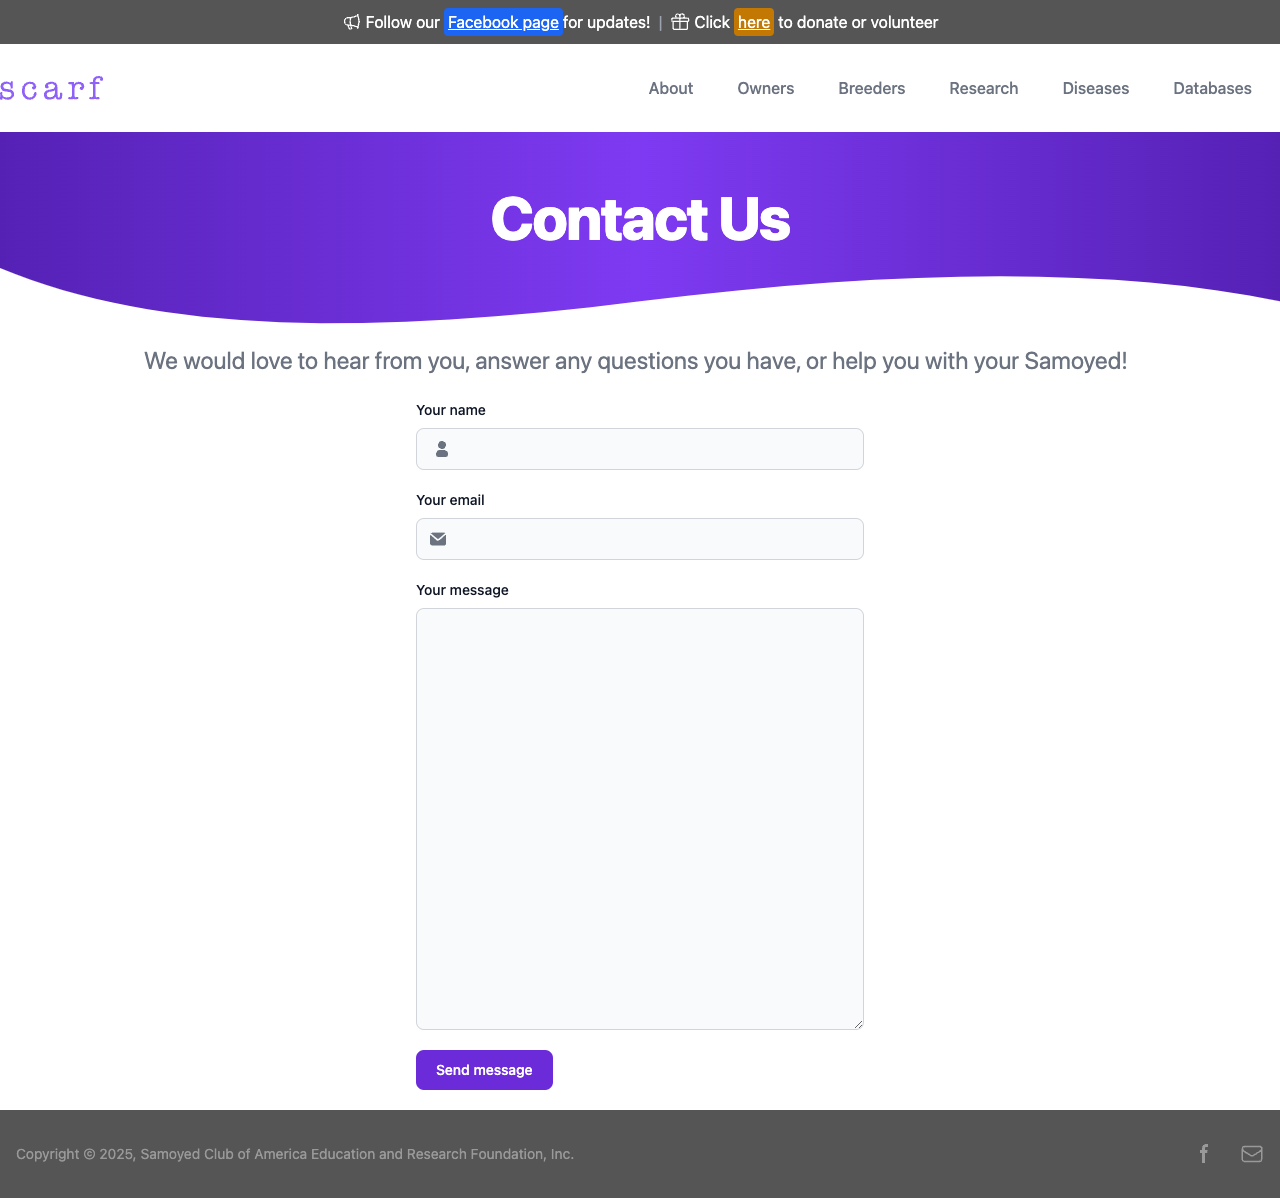 Follow our Facebook page for updates! | Click here to donate or volunteer
scarf
About Owners Breeders Research Diseases Databases
Contact Us
We would love to hear from you, answer any questions you have, or help you with your Samoyed!
Your name
Your email
Your message
Send message
Copyright © 2025, Samoyed Club of America Education and Research Foundation, Inc.